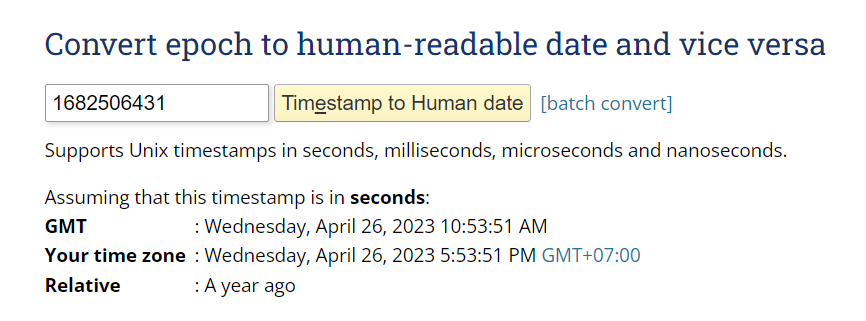 Convert epoch to human-readable date and vice versa
1682506431 Timestamp to Human date [batch convert]
Supports Unix timestamps in seconds, milliseconds, microseconds and nanoseconds.
Assuming that this timestamp is in seconds:
GMT : Wednesday, April 26, 2023 10:53:51 AM
Your time zone : Wednesday, April 26, 2023 5:53:51 PM GMT+07:00
Relative : A year ago